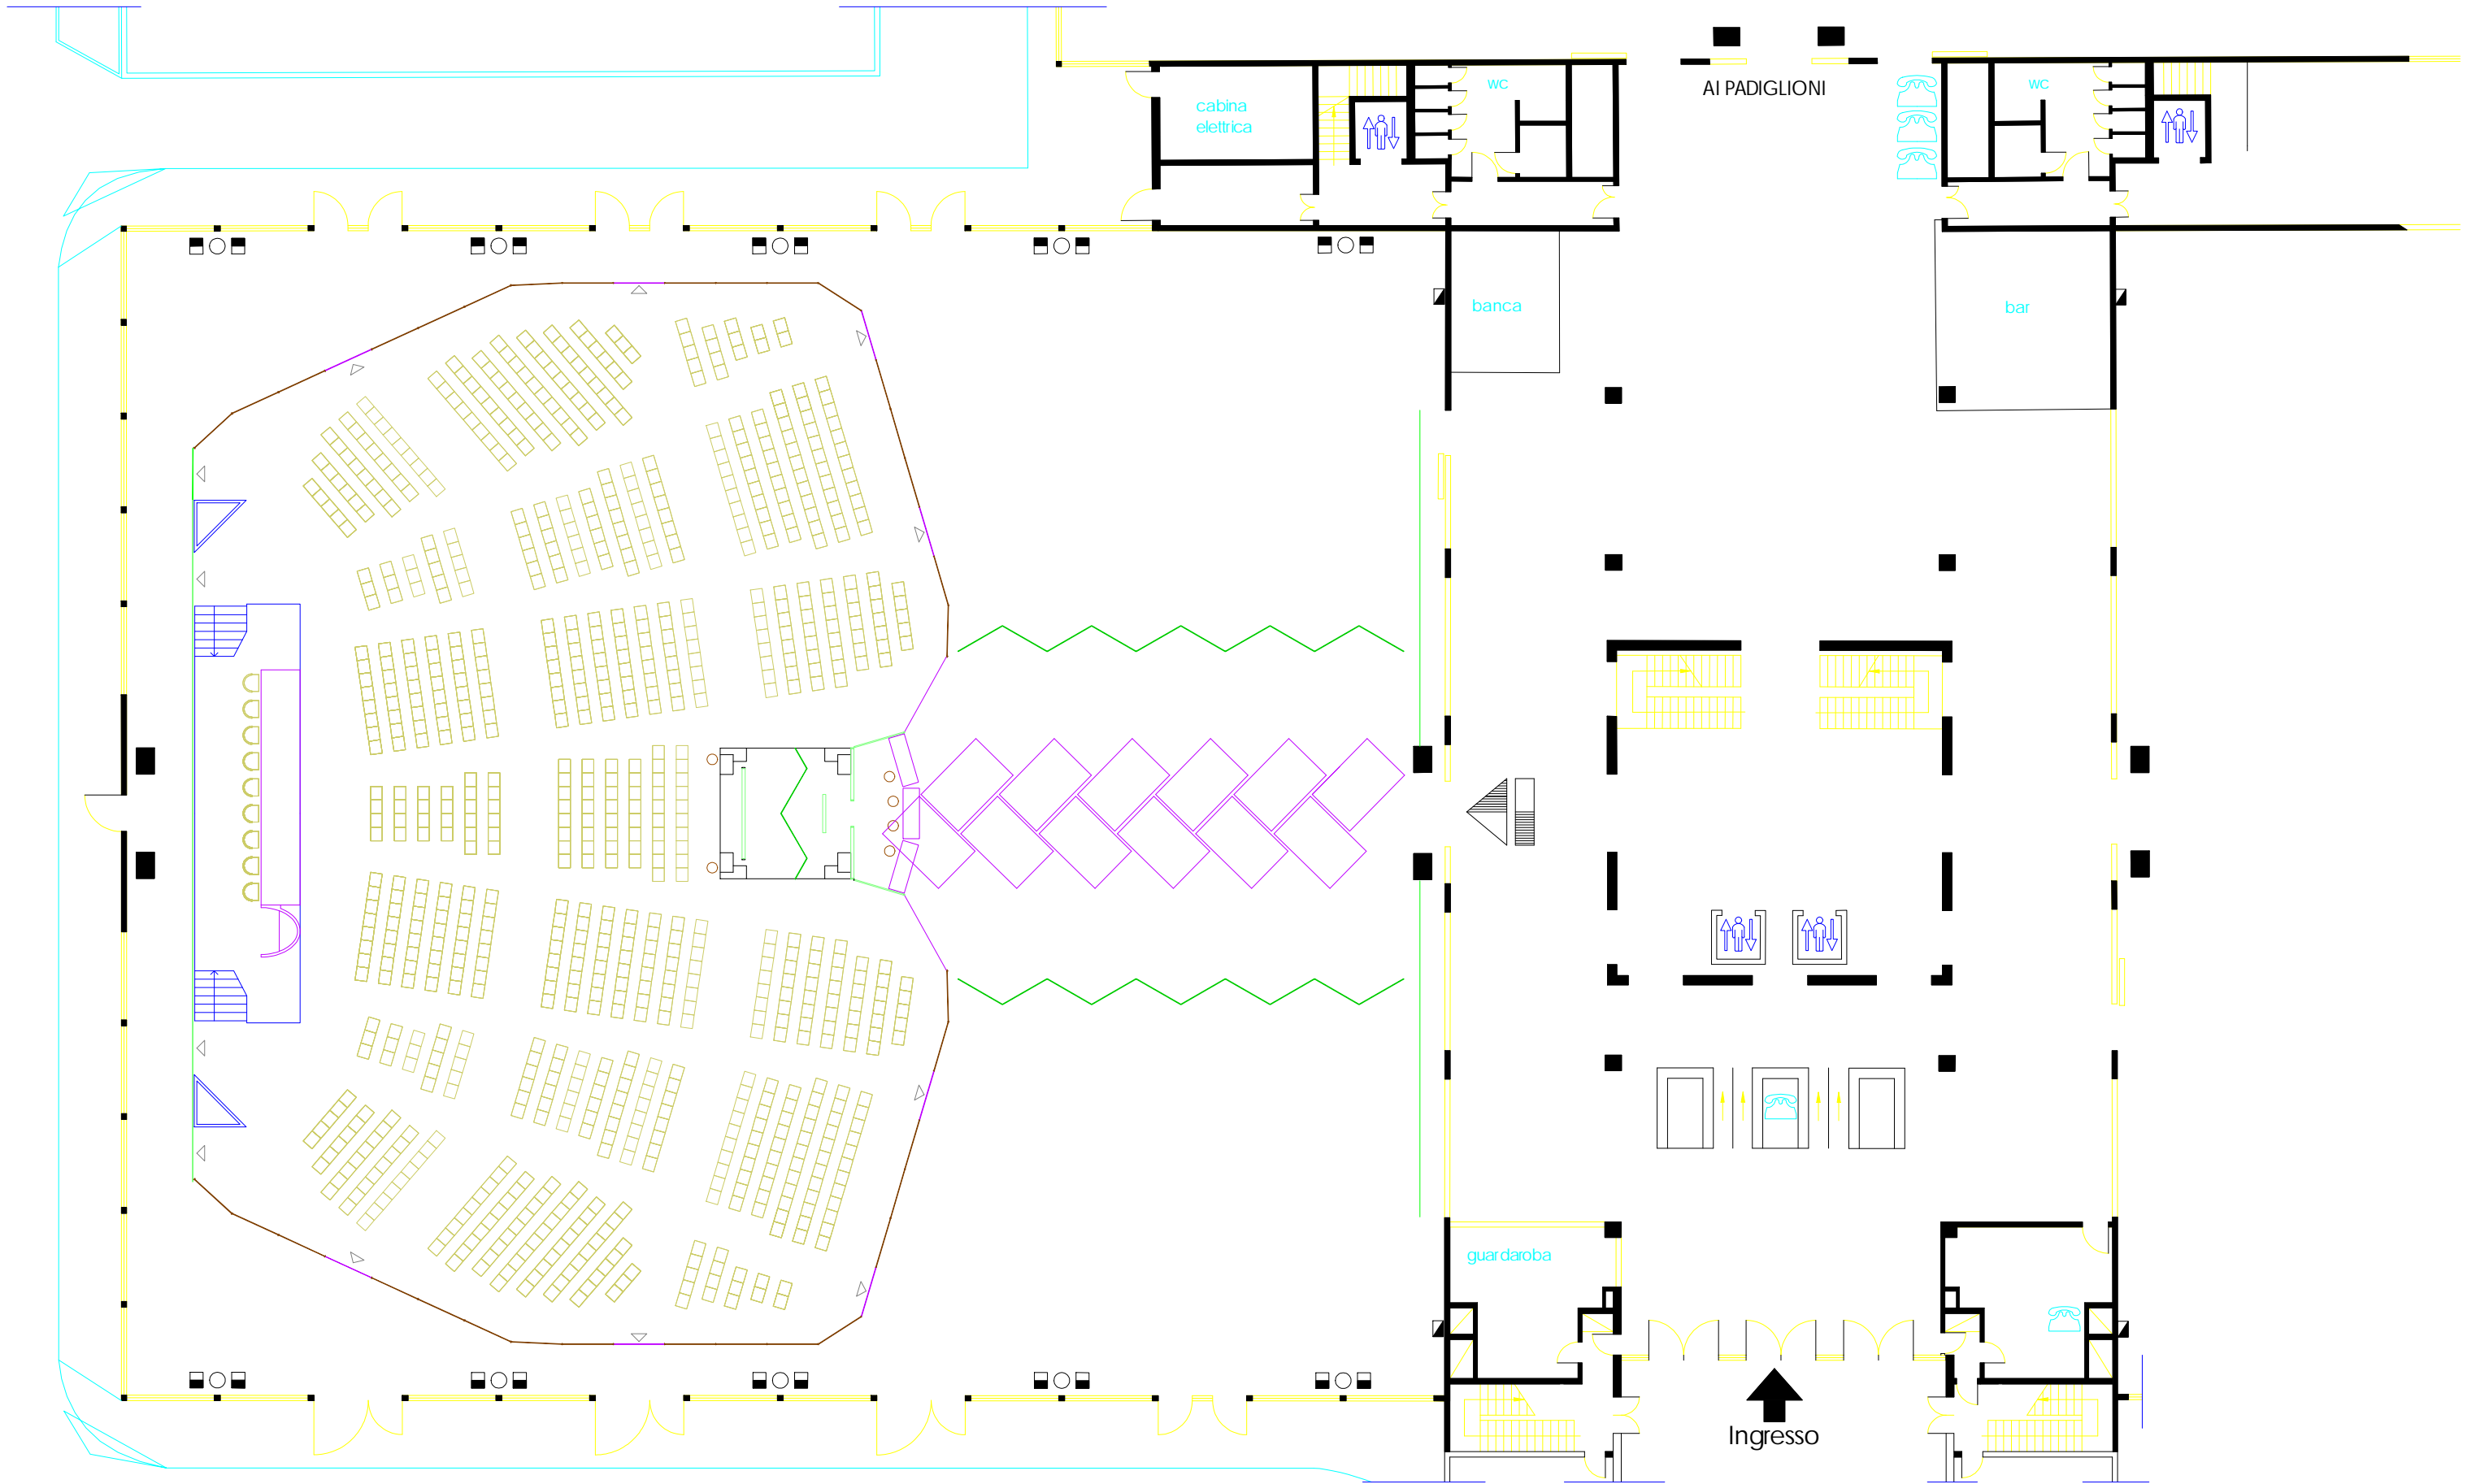 WC
AI PADIGLIONI
WC
cabina
elettrica
banca
bar
guardaroba
Ingresso